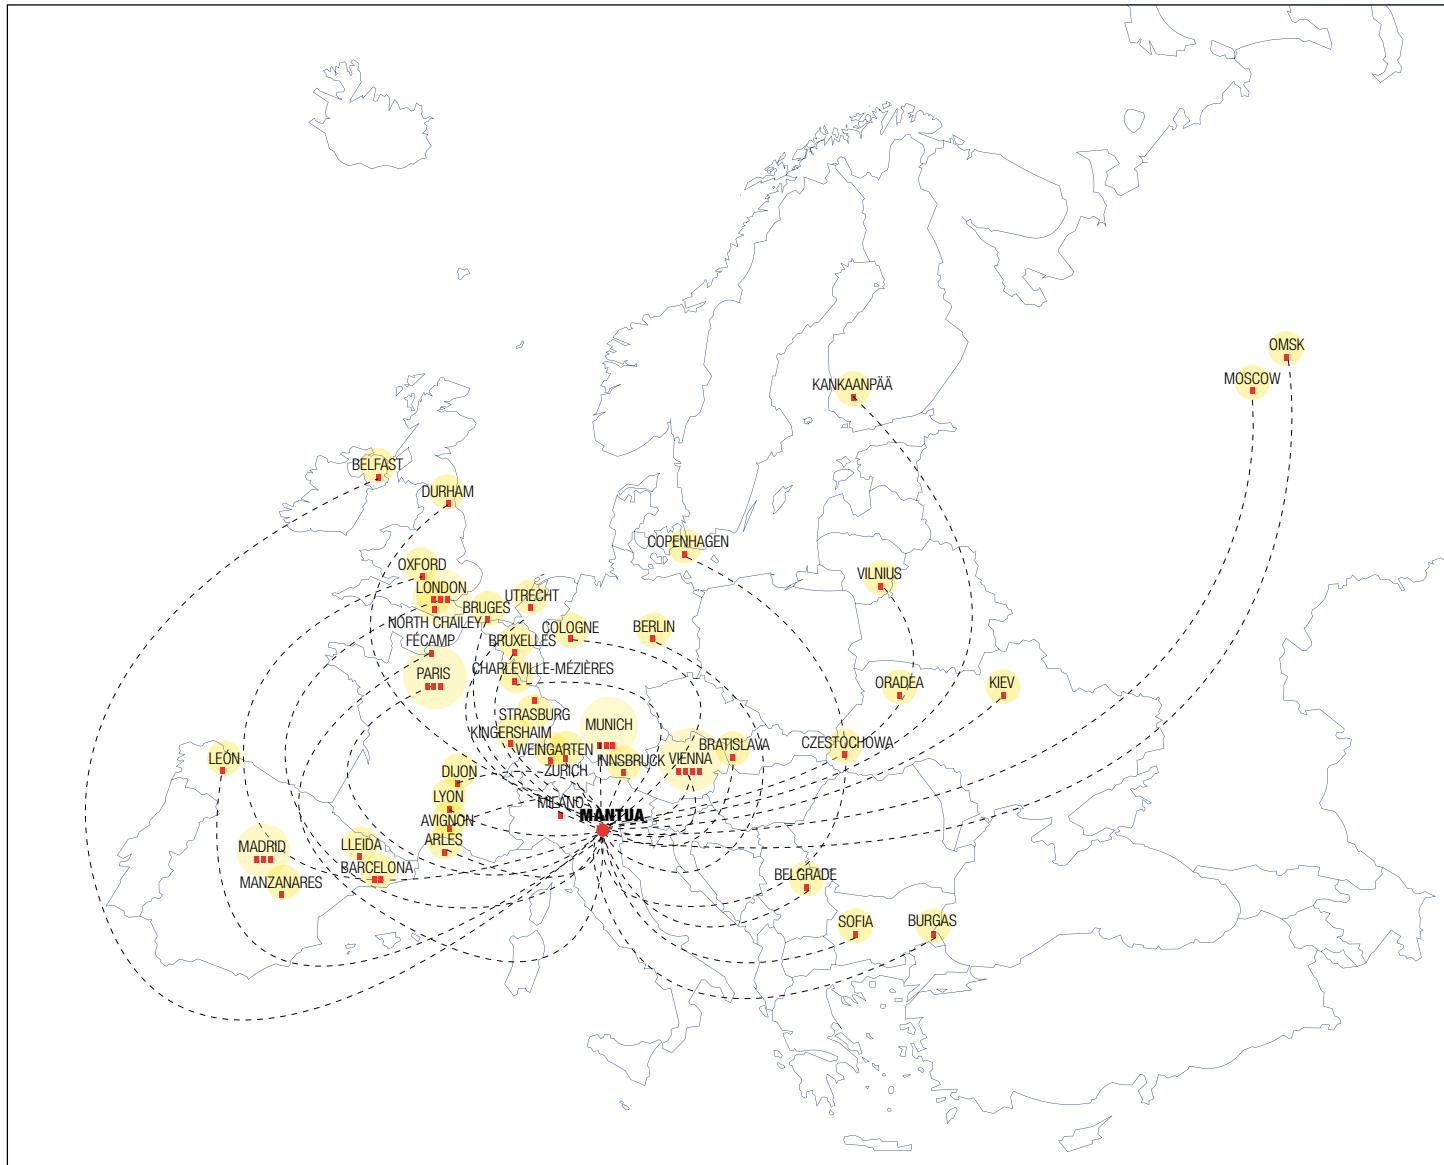 OMSK
MOSCOW
KANKAANPÄÄ
BELFAST
DURHAM
COPENHAGEN
OXFORD
VILNIUS
LONDON
UTRECHT
BRUGES
NORTH CHAILEY
COLOGNE
BERLIN
FÉCAMP
BRUXELLES
PARIS
CHARLEVILLE-MÉZIÈRES
ORADEA
KIEV
STRASBURG
MUNICH
KINGERSHAIM
WEINGARTEN
BRATISLAVA
CZESTOCHOWA
LEÓN
INNSBRUCK
VIENNA
DIJON
ZURICH
LYON
MILANO
MANTUA
AVIGNON
MADRID
LLEIDA
ARLES
BARCELONA
BELGRADE
MANZANARES
SOFIA
BURGAS